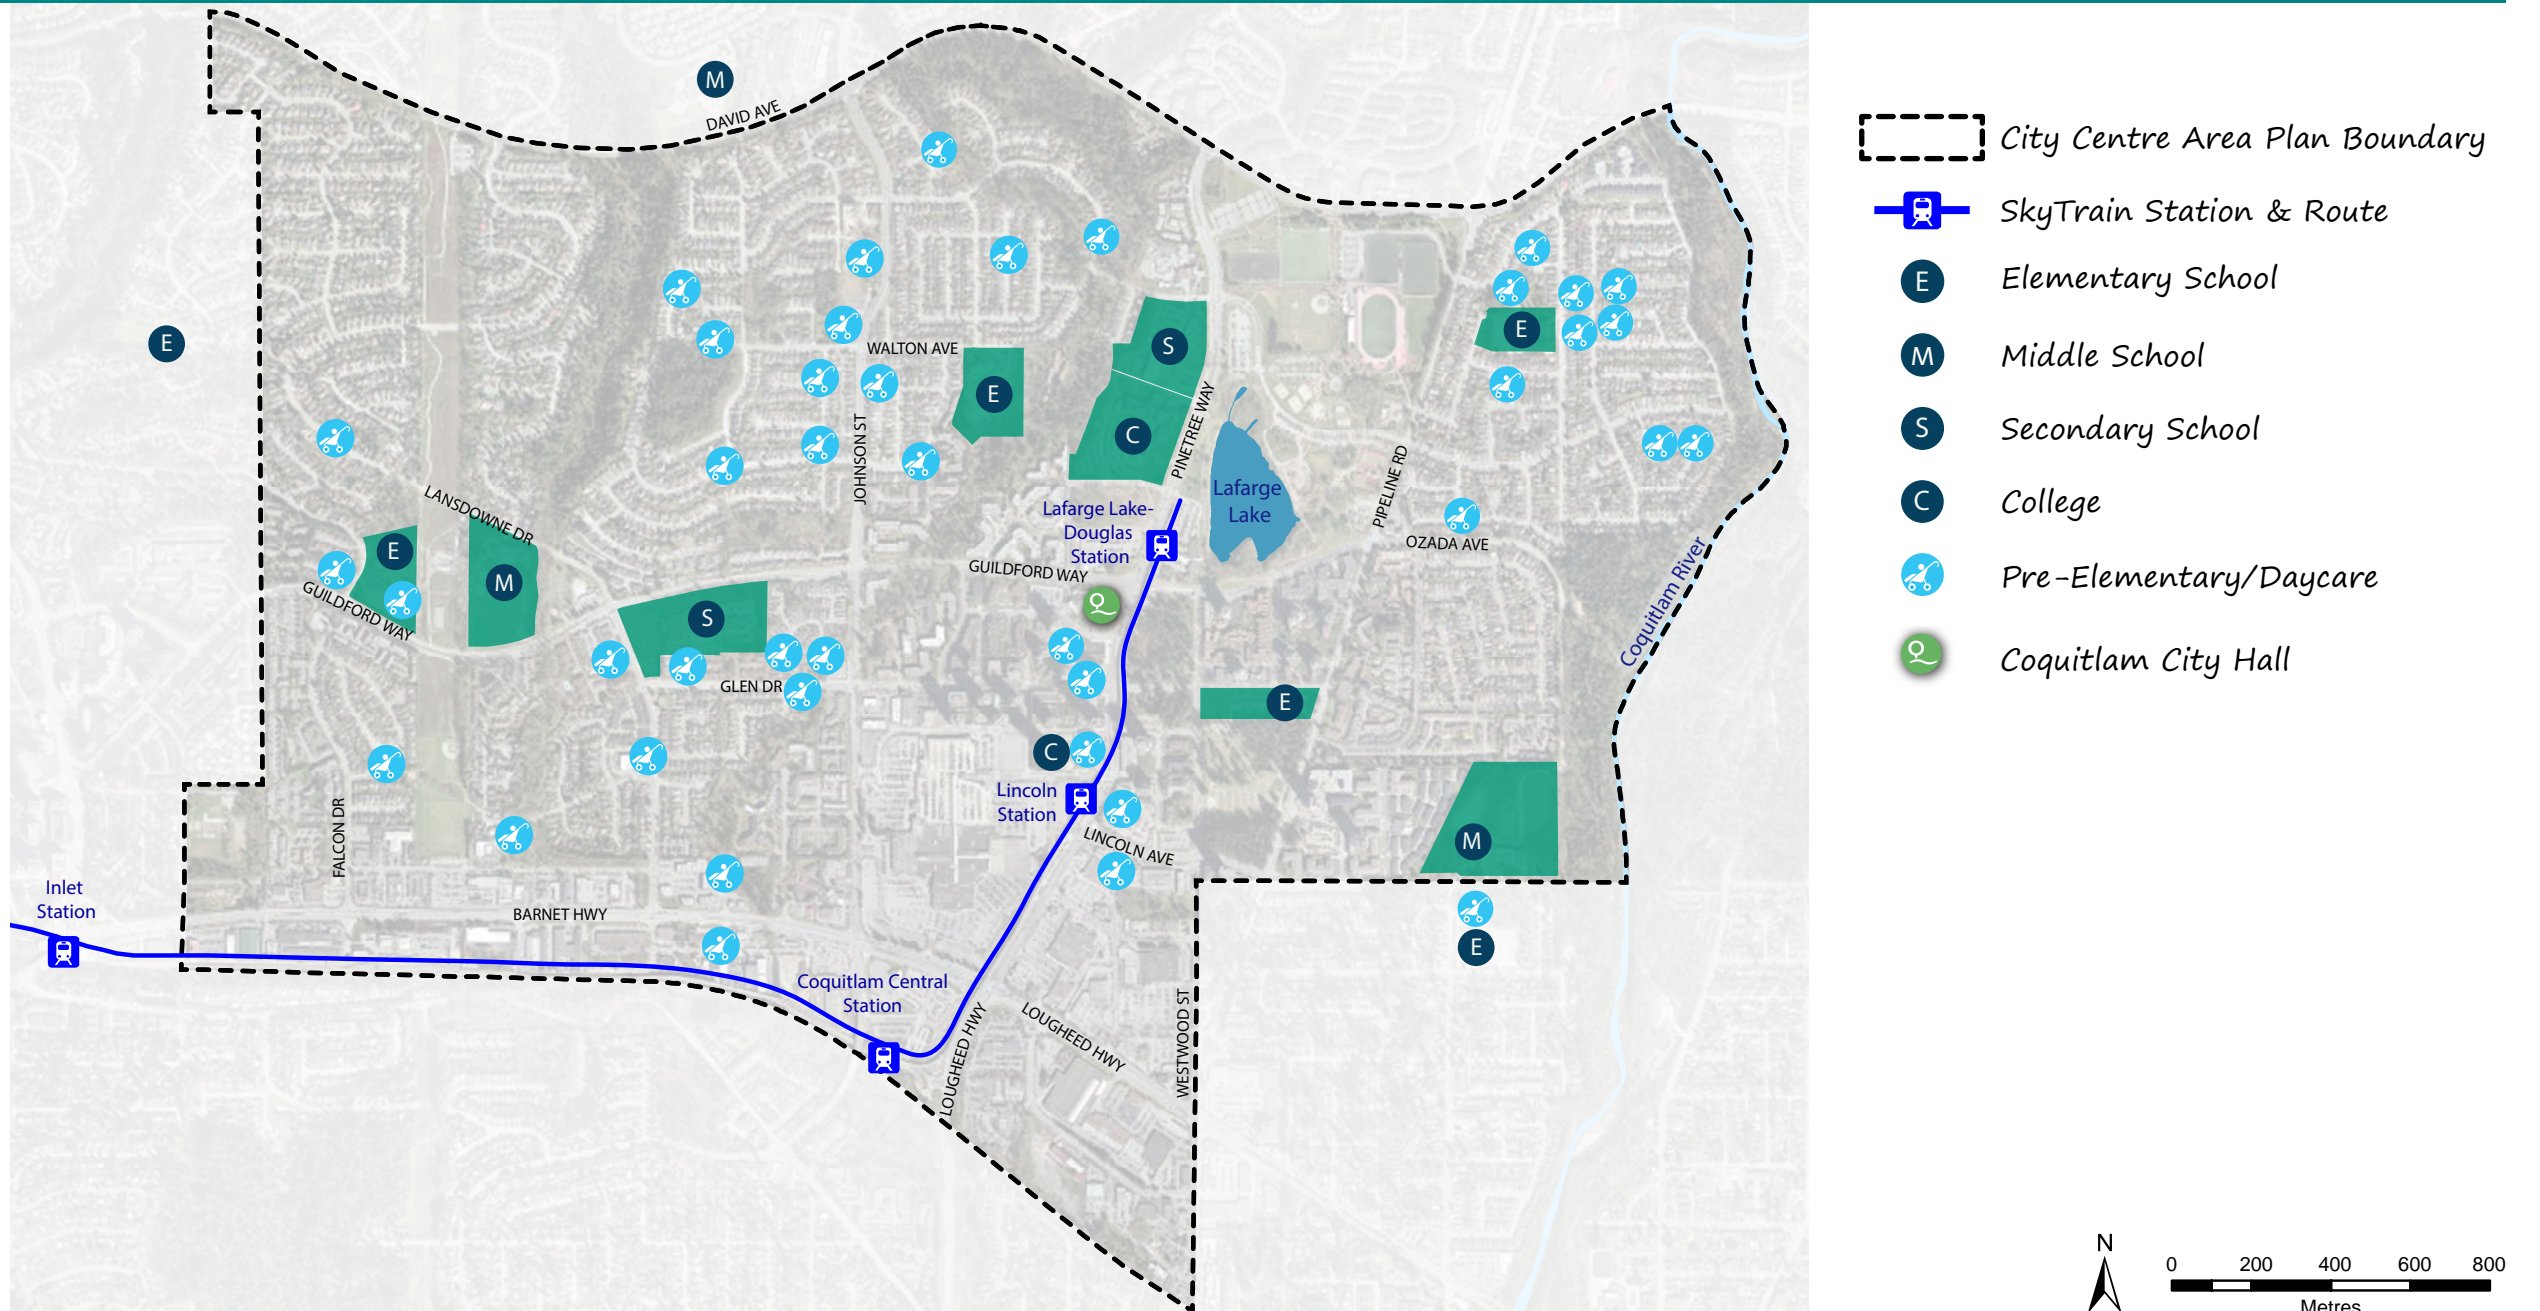 M
DAVID AVE
E
WALTON AVE
E
S
E
C
JOHNSON ST
PINETREE WAY
PIPELINE RD
Lafarge
Lake
Lafarge Lake-
Douglas
Station
OZADA AVE
LANSDOWNE DR
E
M
GUILDFORD WAY
GUILDFORD WAY
S
GLEN DR
Coquitlam River
E
C
Lincoln
Station
LINCOLN AVE
M
FALCON DR
Inlet
Station
BARNET HWY
E
Coquitlam Central
Station
LOUGHEED HWY
LOUGHEED HWY
WESTWOOD ST
City Centre Area Plan Boundary
SkyTrain Station & Route
E
Elementary School
M
Middle School
S
Secondary School
C
College
Pre-Elementary/Daycare
Coquitlam City Hall
N
0 200 400 600 800
Metres